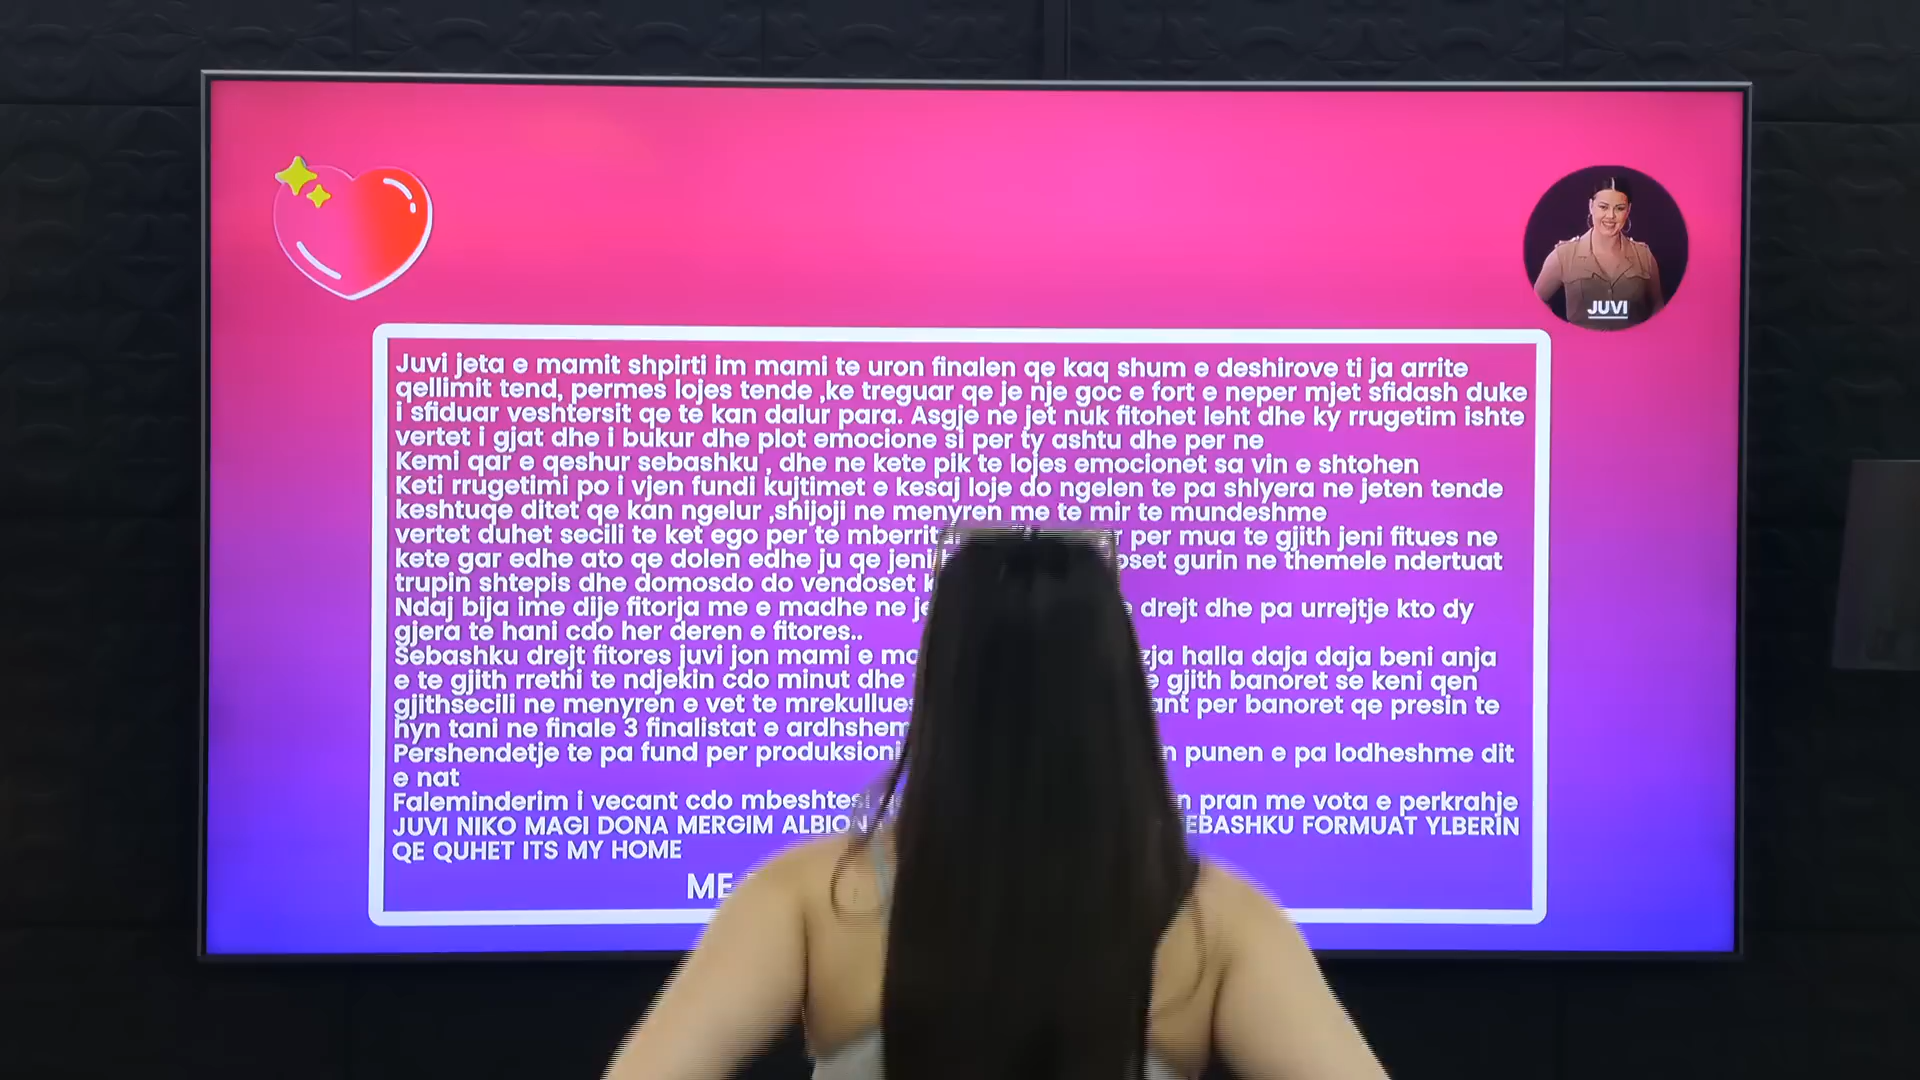 JUVI
Juvi jeta e mamit shpirti im mami te uron finalen qe kaq shum e deshirove ti ja arrite
qellimit tend, permes lojes tende ,ke treguar qe je nje goc e fort e neper mjet sfidash duke
i sfiduar veshtersit qe te kan dalur para. Asgje ne jet nuk fitohet leht dhe ky rrugetim ishte
vertet i gjat dhe i bukur dhe plot emocione si per ty ashtu dhe per ne
Kemi qar e qeshur sebashku , dhe ne kete pik te lojes emocionet sa vin e shtohen
Keti rrugetimi po i vjen fundi kujtimet e kesaj loje do ngelen te pa shlyera ne jeten tende
keshtuqe ditet qe kan ngelur ,shijoji ne menyren me te mir te mundeshme
vertet duhet secili te ket ego per te per mua te gjith jeni fitues ne
kete gar edhe ato qe dolen edhe ju qe jeni gurin ne themele ndertuat
trupin shtepis dhe domosdo do vendoset
Ndaj bija ime dije fitorja me e madhe ne drejt dhe pa urrejtje kto dy
gjera te hani cdo her deren e fitores..
Sebashku drejt fitores juvi jon mami e halla daja daja beni anja
e te gjith rrethi te ndjekin cdo minut dhe gjith banoret se keni qen
gjithsecili ne menyren e vet te per banoret qe presin te
hyn tani ne finale 3 finalistat e
Pershendetje te pa fund per punen e pa lodheshme dit
e nat
Faleminderim i vecant cdo pran me vota e perkrahje
JUVI NIKO MAGI DONA MERGIM ALBION FORMUAT YLBERIN
QE QUHET ITS MY HOME
ME